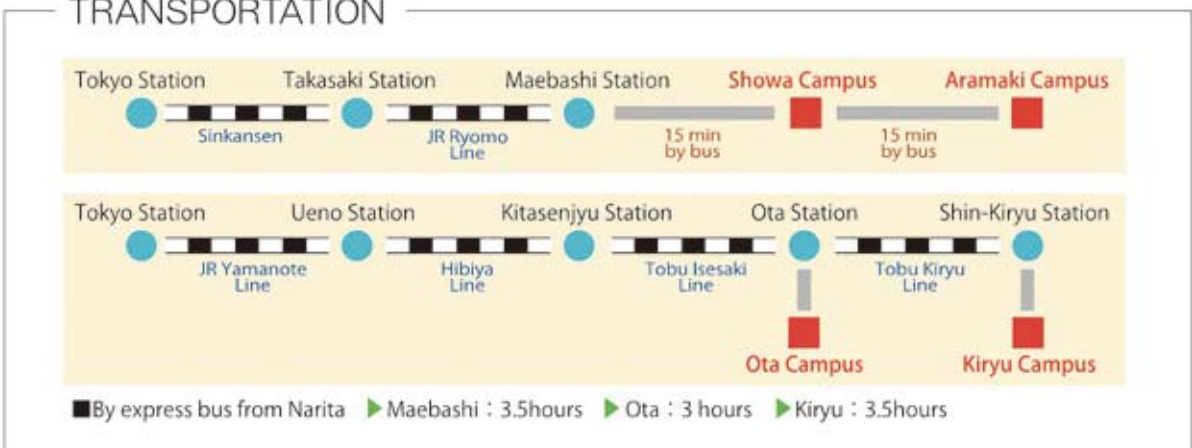 TRANSPORTATION
Tokyo Station Takasaki Station Maebashi Station Showa Campus Aramaki Campus
Sinkansen JR Ryomo 15 min 15 min
Line by bus by bus
Tokyo Station Ueno Station Kitasenjyu Station Ota Station Shin-Kiryu Station
JR Yamanote Hibiya Tobu Isesaki Tobu Kiryu
Line Line Line Line
Ota Campus Kiryu Campus
■By express bus from Narita ▶Maebashi：3.5hours ▶Ota：3 hours ▶Kiryu：3.5hours